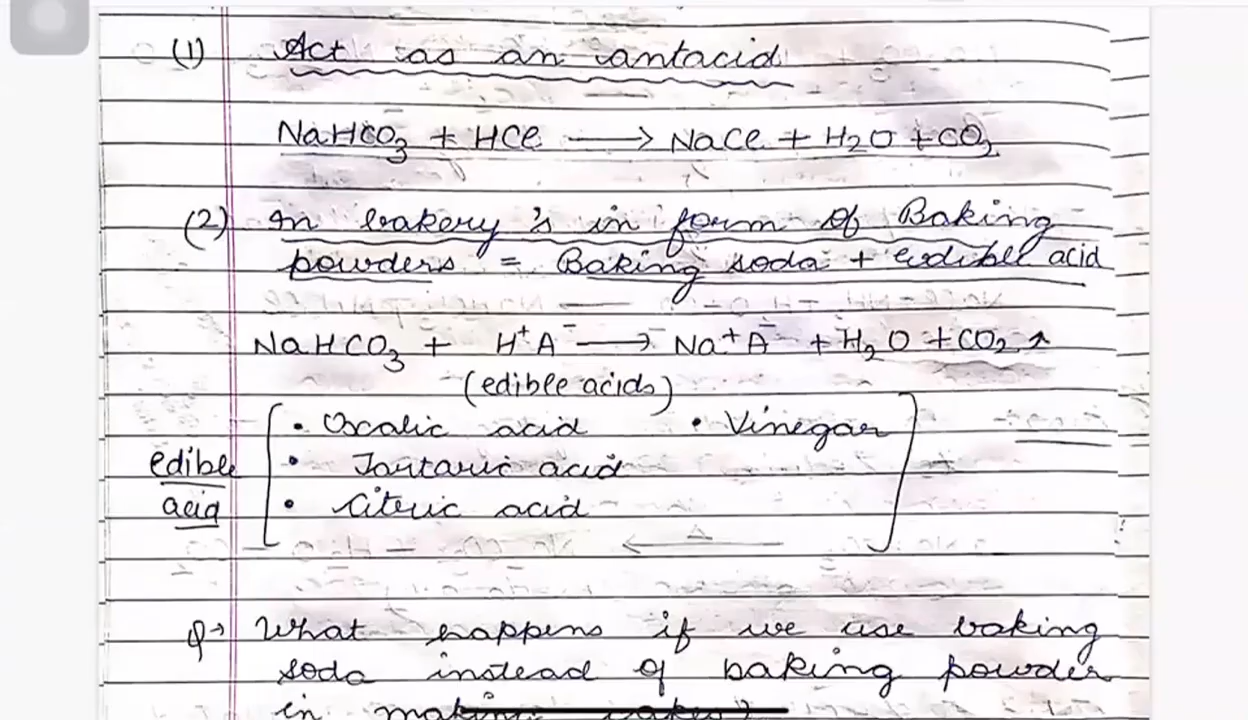 (1) Act as an antacid
NaHCO3 + HCl ⟶ NaCl + H2O + CO2
(2) In bakery's in form of Baking
powders = Baking soda + edible acid
NaHCO3 + H+A- ⟶ Na+A- + H2O + CO2 ↑
(edible acids)
• Oxalic acid • Vinegar
edible • Tartaric acid
acid • Citric acid
Q→ What happens if we use baking
soda instead of baking powder
in making